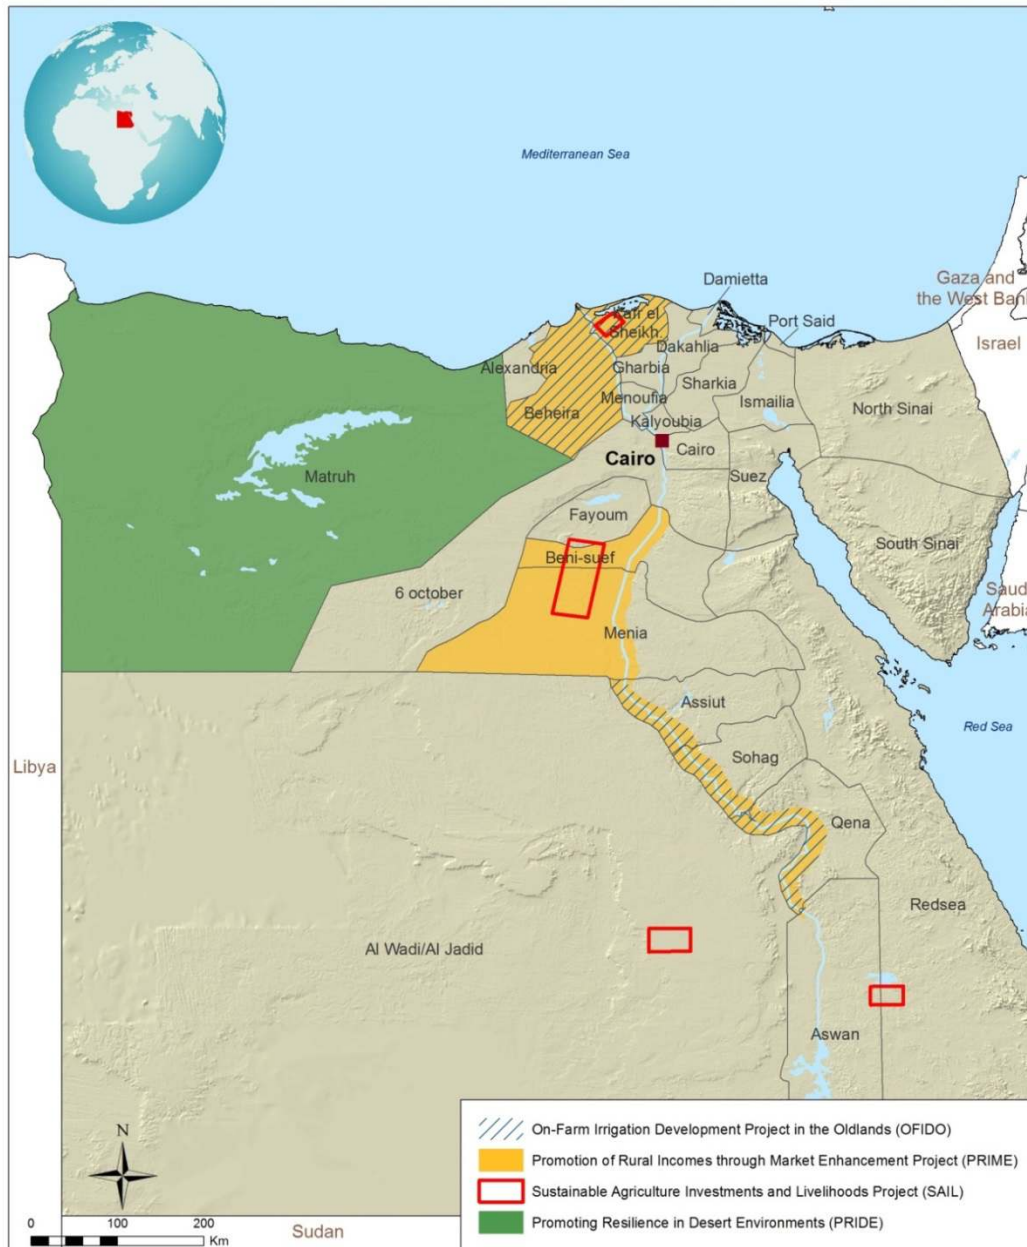 Mediterranean Sea
Damietta
Gaza and
the West Bank
Kafr el
Sheikh
Port Said
Israel
Dakahlia
Alexandria
Gharbia
Sharkia
Menoufia
Ismailia
North Sinai
Beheira
Kalyoubia
Cairo
Cairo
Matruh
Suez
Fayoum
South Sinai
Beni-suef
Saudi
Arabia
6 october
Menia
Assiut
Red Sea
Libya
Sohag
Qena
Redsea
Al Wadi/Al Jadid
Aswan
N
0 100 200
Km
Sudan
On-Farm Irrigation Development Project in the Oldlands (OFIDO)
Promotion of Rural Incomes through Market Enhancement Project (PRIME)
Sustainable Agriculture Investments and Livelihoods Project (SAIL)
Promoting Resilience in Desert Environments (PRIDE)